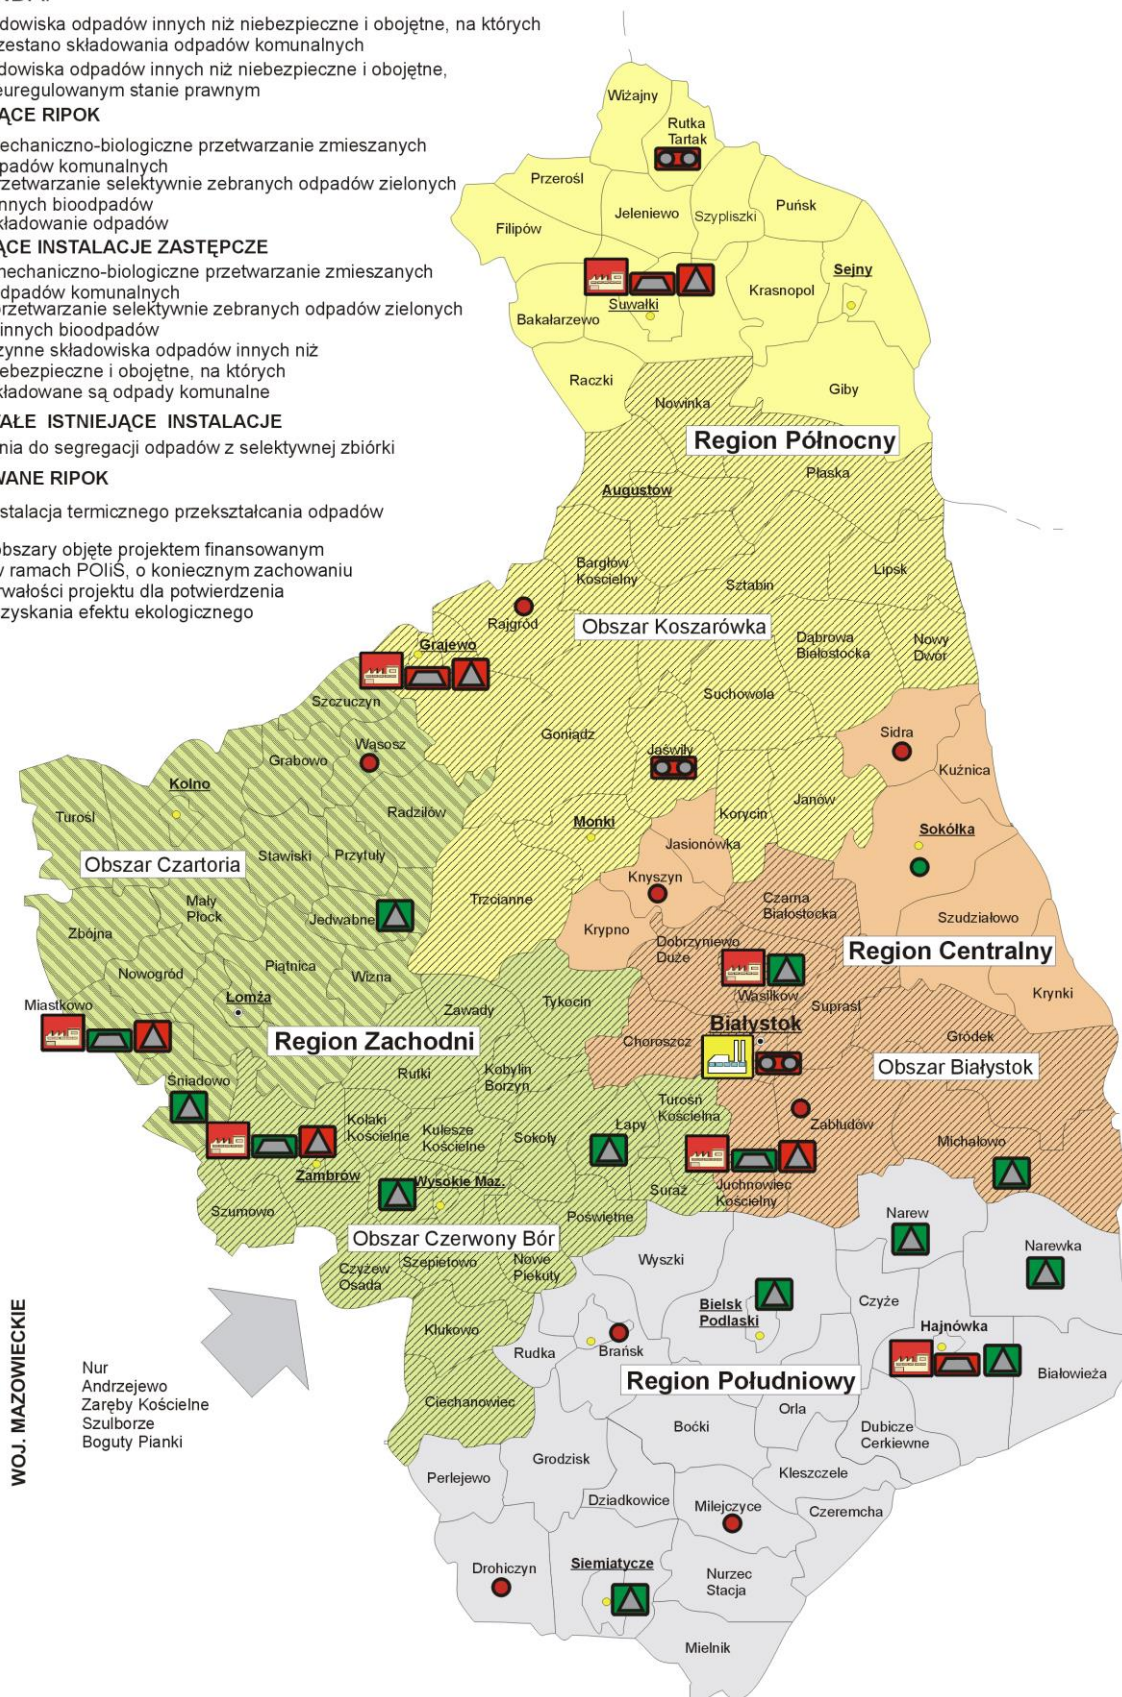 dowiska odpadów innych niż niebezpieczne i obojętne, na których
zestano składowania odpadów komunalnych
dowiska odpadów innych niż niebezpieczne i obojętne,
euregulowanym stanie prawnym
ĄCE RIPOK
echaniczno-biologiczne przetwarzanie zmieszanych
padów komunalnych
rzetwarzanie selektywnie zebranych odpadów zielonych
nnych bioodpadów
kładowanie odpadów
ĄCE INSTALACJE ZASTĘPCZE
mechaniczno-biologiczne przetwarzanie zmieszanych
odpadów komunalnych
przetwarzanie selektywnie zebranych odpadów zielonych
innych bioodpadów
zynne składowiska odpadów innych niż
iebezpieczne i obojętne, na których
kładowane są odpady komunalne
AŁE ISTNIEJĄCE INSTALACJE
nia do segregacji odpadów z selektywnej zbiórki
WANE RIPOK
stalacja termicznego przekształcania odpadów
obszary objęte projektem finansowanym
v ramach POIiŚ, o koniecznym zachowaniu
rwałości projektu dla potwierdzenia
zyskania efektu ekologicznego
Wiżajny
Rutka
Tartak
Przerośl
Jeleniewo
Szypliszki
Puńsk
Filipów
Sejny
Krasnopol
Suwałki
Bakałarzewo
Raczki
Giby
Nowinka
Region Północny
Płaska
Augustów
Bargłów
Kościelny
Sztabin
Lipsk
Rajgród
Obszar Koszarówka
Dąbrowa
Białostocka
Nowy
Dwór
Grajewo
Szczuczyn
Suchowola
Goniądz
Sidra
Wąsosz
Grabowo
Jaświły
Kuźnica
Kolno
Radziłów
Janów
Turośl
Korycin
Mońki
Sokółka
Jasionówka
Obszar Czartoria
Stawiski
Przytuły
Knyszyn
Trzcianne
Czarna
Białostocka
Mały
Płock
Jedwabne
Szudziałowo
Zbójna
Krypno
Dobrzyniewo
Duże
Region Centralny
Nowogród
Piątnica
Wizna
Krynki
Łomża
Tykocin
Wasilków
Supraśl
Miastkowo
Zawady
Region Zachodni
Białystok
Choroszcz
Gródek
Obszar Białystok
Śniadowo
Rutki
Kobylin
Borzyn
Turośń
Kościelna
Kołaki
Kościelne
Kulesze
Kościelne
Sokoły
Łapy
Zabłudów
Michałowo
Zambrów
Wysokie Maz.
Suraż
Juchnowiec
Kościelny
Szumowo
Poświętne
Narew
Obszar Czerwony Bór
Wyszki
Narewka
Czyżew
Osada
Szepietowo
Nowe
Piekuty
Czyże
Bielsk
Podlaski
Klukowo
Hajnówka
Rudka
Brańsk
Region Południowy
Białowieża
Ciechanowiec
Orla
Boćki
Dubicze
Cerkiewne
Grodzisk
Perlejewo
Kleszczele
Dziadkowice
Milejczyce
Czeremcha
Drohiczyn
Siemiatycze
Nurzec
Stacja
Mielnik
WOJ. MAZOWIECKIE
Nur
Andrzejewo
Zaręby Kościelne
Szulborze
Boguty Pianki